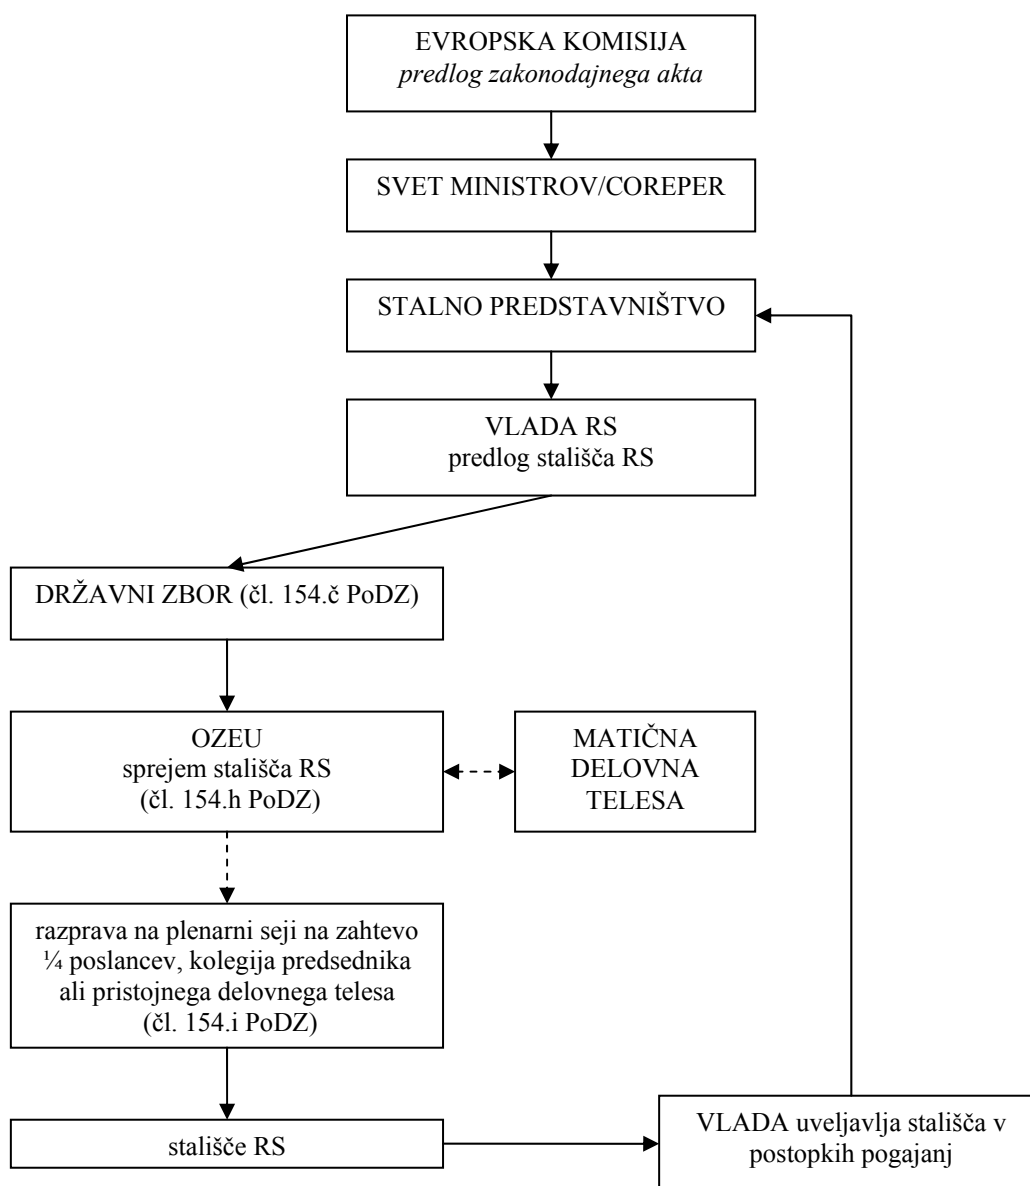 EVROPSKA KOMISIJA
predlog zakonodajnega akta
SVET MINISTROV/COREPER
STALNO PREDSTAVNIŠTVO
VLADA RS
predlog stališča RS
DRŽAVNI ZBOR (čl. 154.č PoDZ)
OZEU
sprejem stališča RS
(čl. 154.h PoDZ)
MATIČNA
DELOVNA
TELESA
razprava na plenarni seji na zahtevo
¼ poslancev, kolegija predsednika
ali pristojnega delovnega telesa
(čl. 154.i PoDZ)
stališče RS
VLADA uveljavlja stališča v
postopkih pogajanj